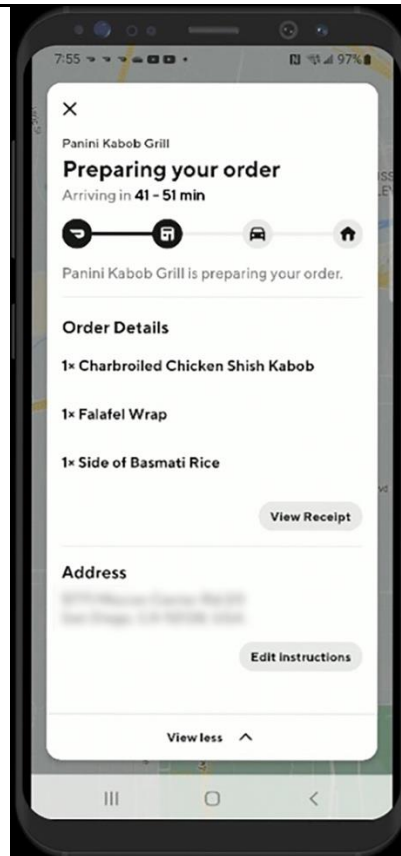 7:55
97%
Panini Kabob Grill
Preparing your order
Arriving in 41 - 51 min
Panini Kabob Grill is preparing your order.
Order Details
1× Charbroiled Chicken Shish Kabob
1× Falafel Wrap
1× Side of Basmati Rice
View Receipt
Address
Edit instructions
View less